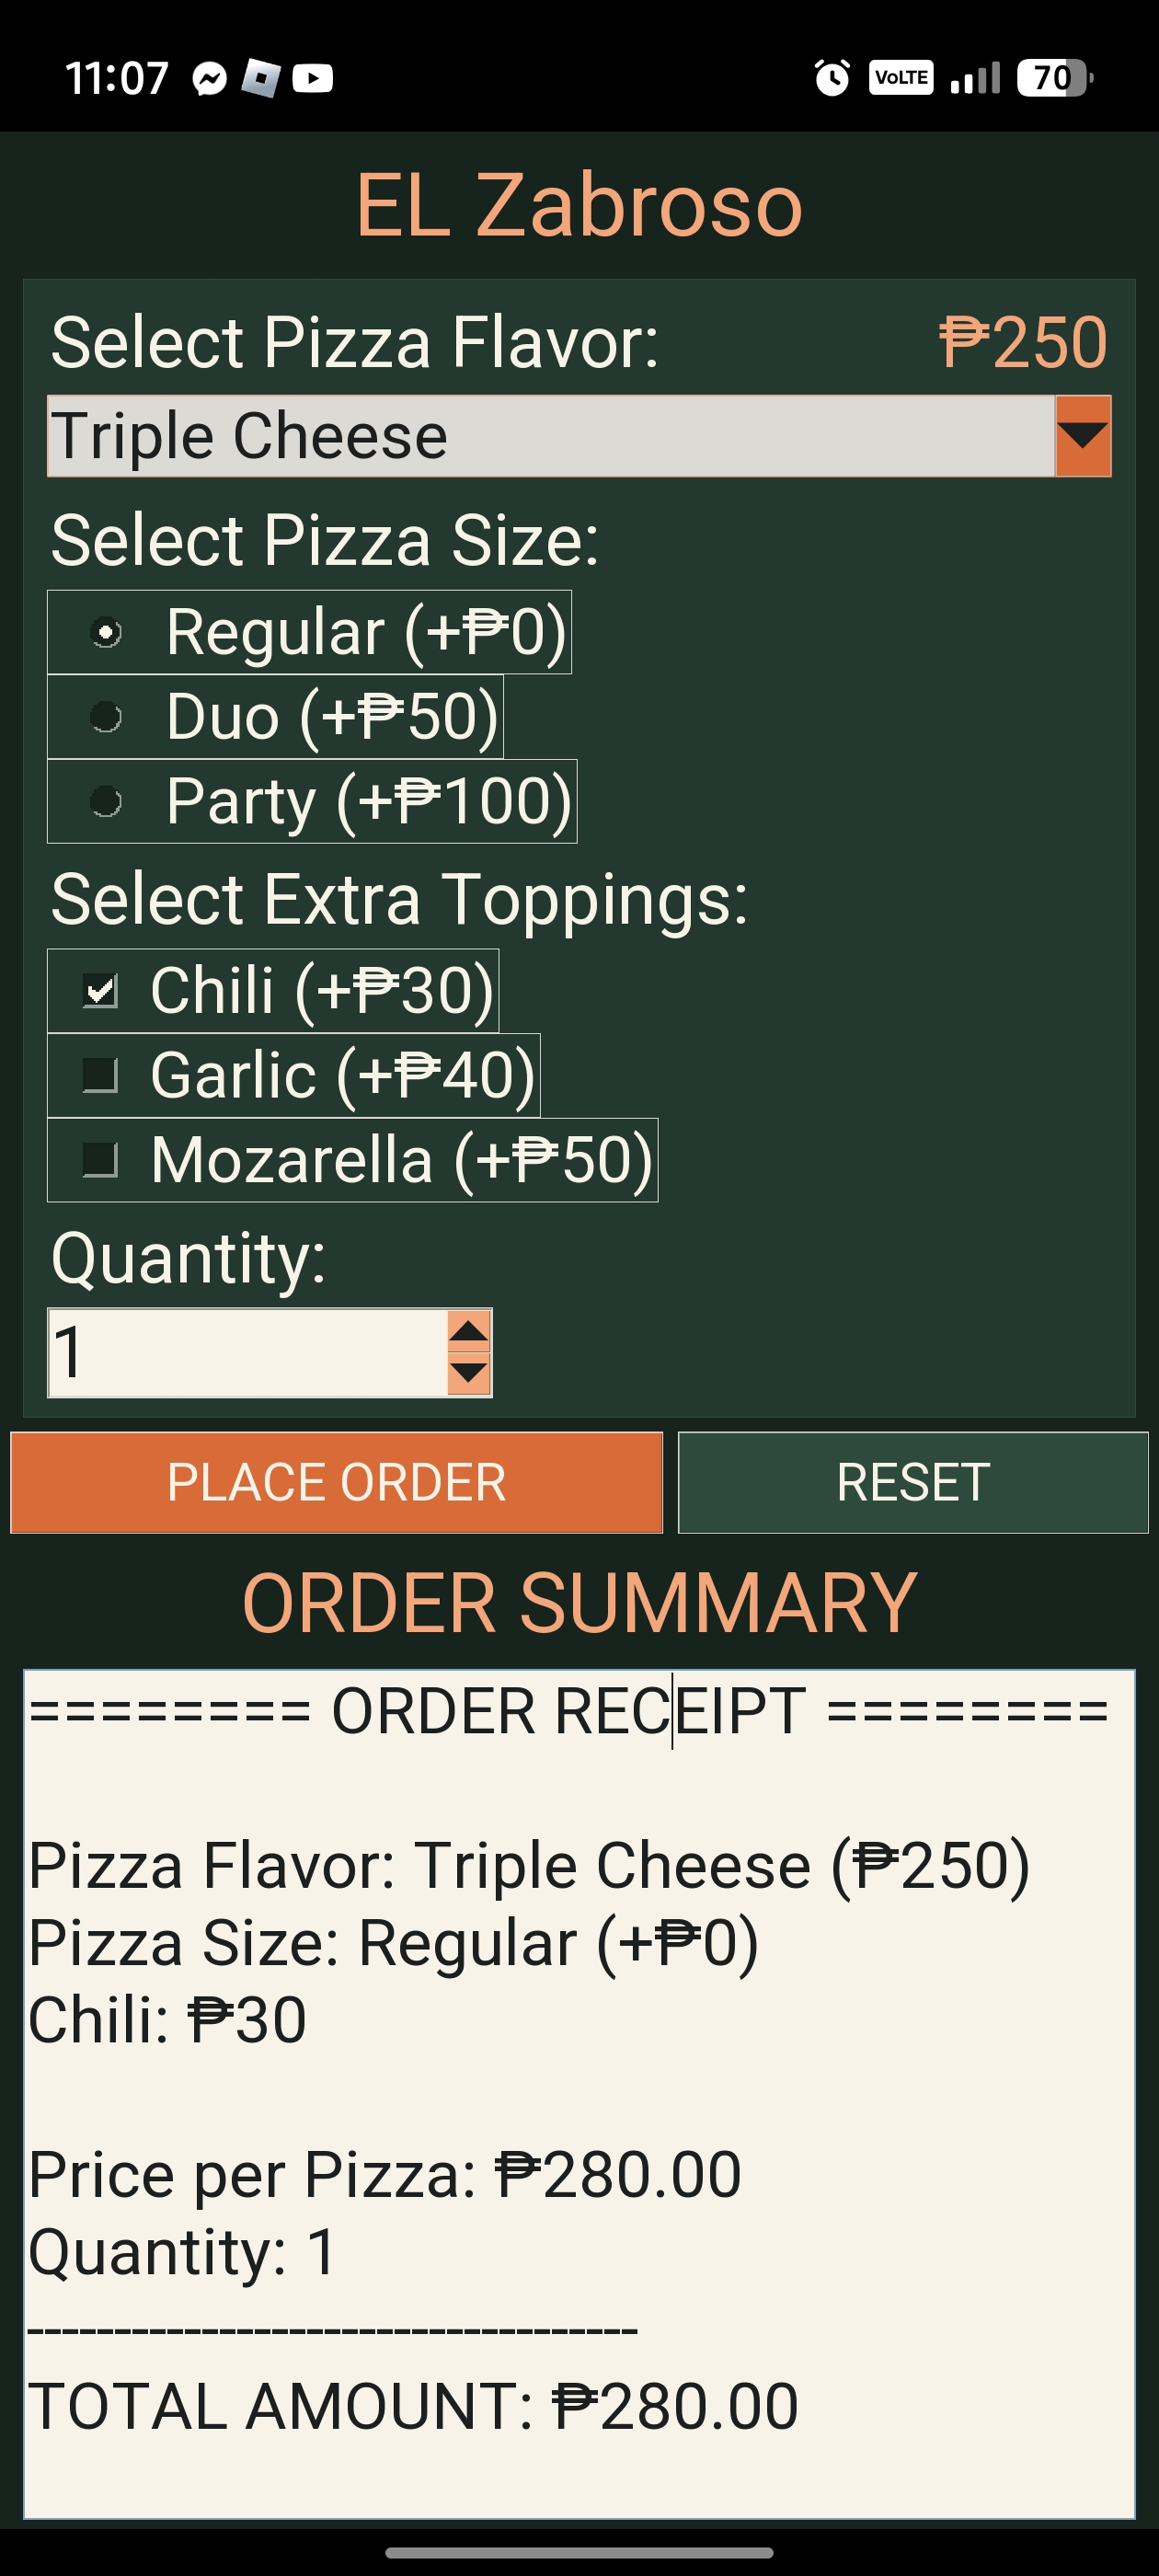 11:07
VoLTE
70
EL Zabroso
Select Pizza Flavor: ₱250
Triple Cheese
Select Pizza Size:
Regular (+₱0)
Duo (+₱50)
Party (+₱100)
Select Extra Toppings:
Chili (+₱30)
Garlic (+₱40)
Mozarella (+₱50)
Quantity:
1
PLACE ORDER
RESET
ORDER SUMMARY
======== ORDER RECEIPT ========
Pizza Flavor: Triple Cheese (₱250)
Pizza Size: Regular (+₱0)
Chili: ₱30
Price per Pizza: ₱280.00
Quantity: 1
-----------------------------------
TOTAL AMOUNT: ₱280.00